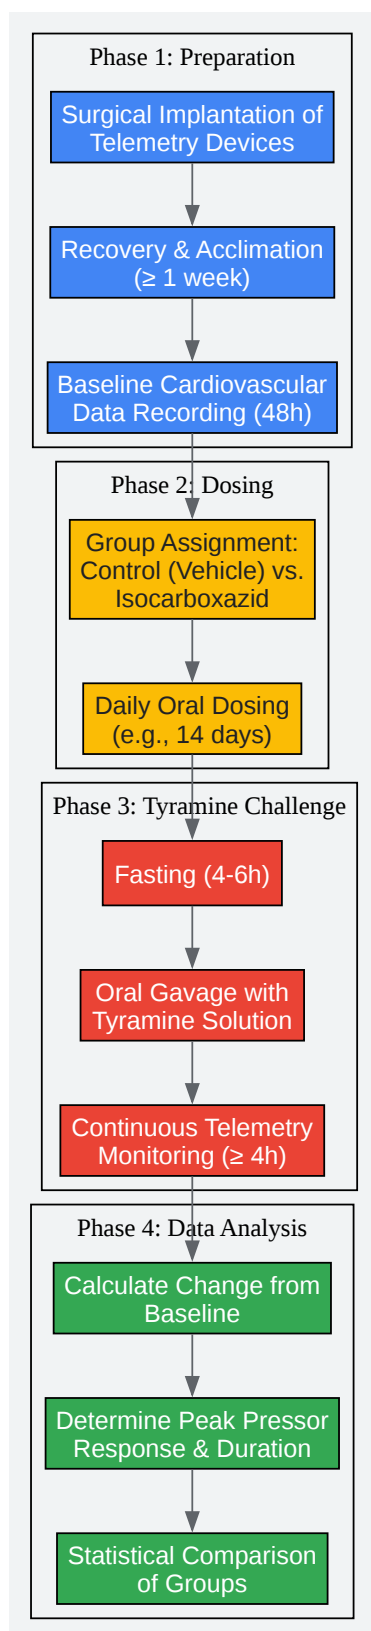 Phase 1: Preparation
Surgical Implantation of
Telemetry Devices
Recovery & Acclimation
(≥ 1 week)
Baseline Cardiovascular
Data Recording (48h)
Phase 2: Dosing
Group Assignment:
Control (Vehicle) vs.
Isocarboxazid
Daily Oral Dosing
(e.g., 14 days)
Phase 3: Tyramine Challenge
Fasting (4-6h)
Oral Gavage with
Tyramine Solution
Continuous Telemetry
Monitoring (≥ 4h)
Phase 4: Data Analysis
Calculate Change from
Baseline
Determine Peak Pressor
Response & Duration
Statistical Comparison
of Groups